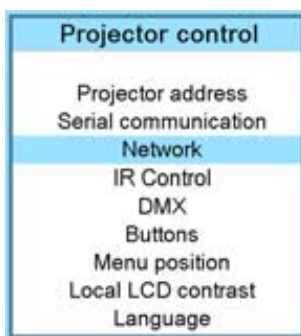 Projector control
Projector address
Serial communication
Network
IR Control
DMX
Buttons
Menu position
Local LCD contrast
Language